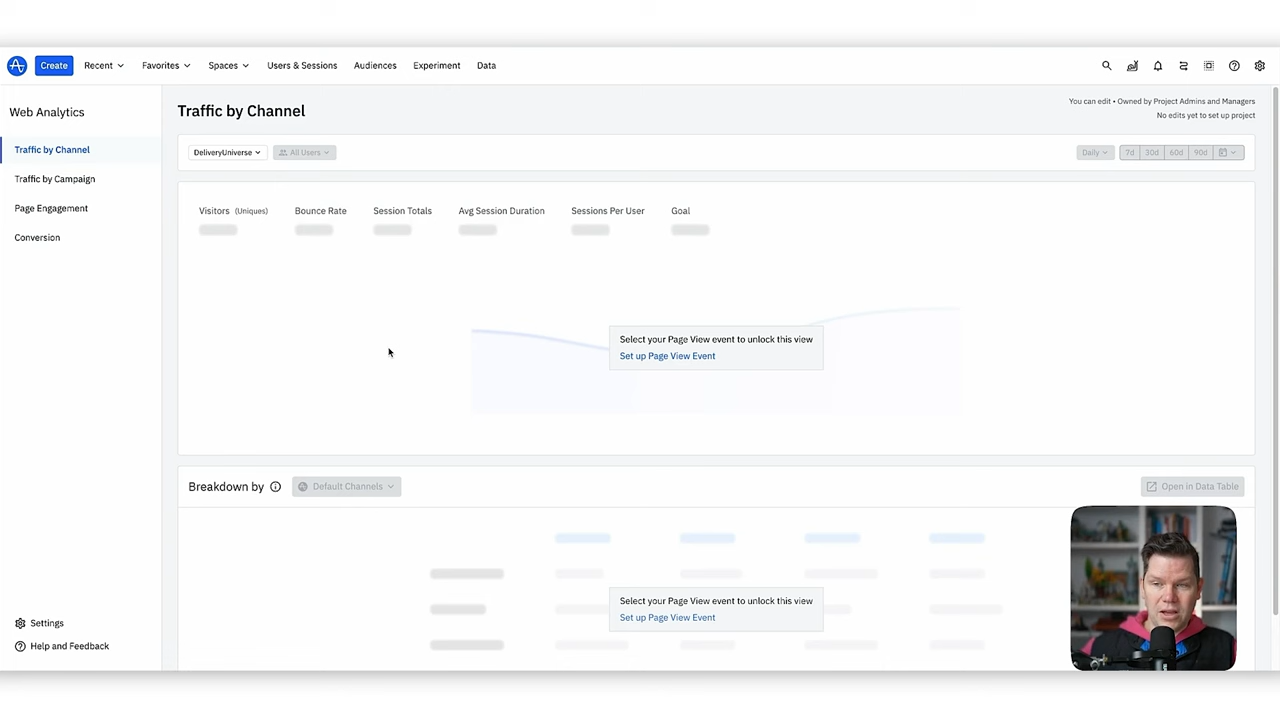 Create Recent Favorites Spaces Users & Sessions Audiences Experiment Data
Web Analytics
Traffic by Channel
Traffic by Campaign
Page Engagement
Conversion
Settings
Help and Feedback
Traffic by Channel
You can edit • Owned by Project Admins and Managers
No edits yet to set up project
DeliveryUniverse All Users Daily 7d 30d 60d 90d
Visitors (Uniques) Bounce Rate Session Totals Avg Session Duration Sessions Per User Goal
Select your Page View event to unlock this view
Set up Page View Event
Breakdown by Default Channels Open in Data Table
Select your Page View event to unlock this view
Set up Page View Event